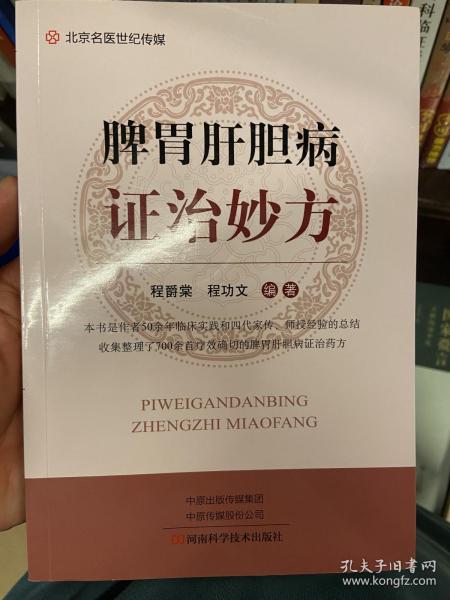 北京名医世纪传媒
脾胃肝胆病
证治妙方
程爵棠 程功文 编著
本书是作者50余年临床实践和四代家传、师授经验的总结
收集整理了700余首疗效确切的脾胃肝胆病证治药方
PIWEIGANDANBING
ZHENGZHI MIAOFANG
中原出版传媒集团
中原传媒股份公司
河南科学技术出版社
孔夫子旧书网
www.kongfz.com